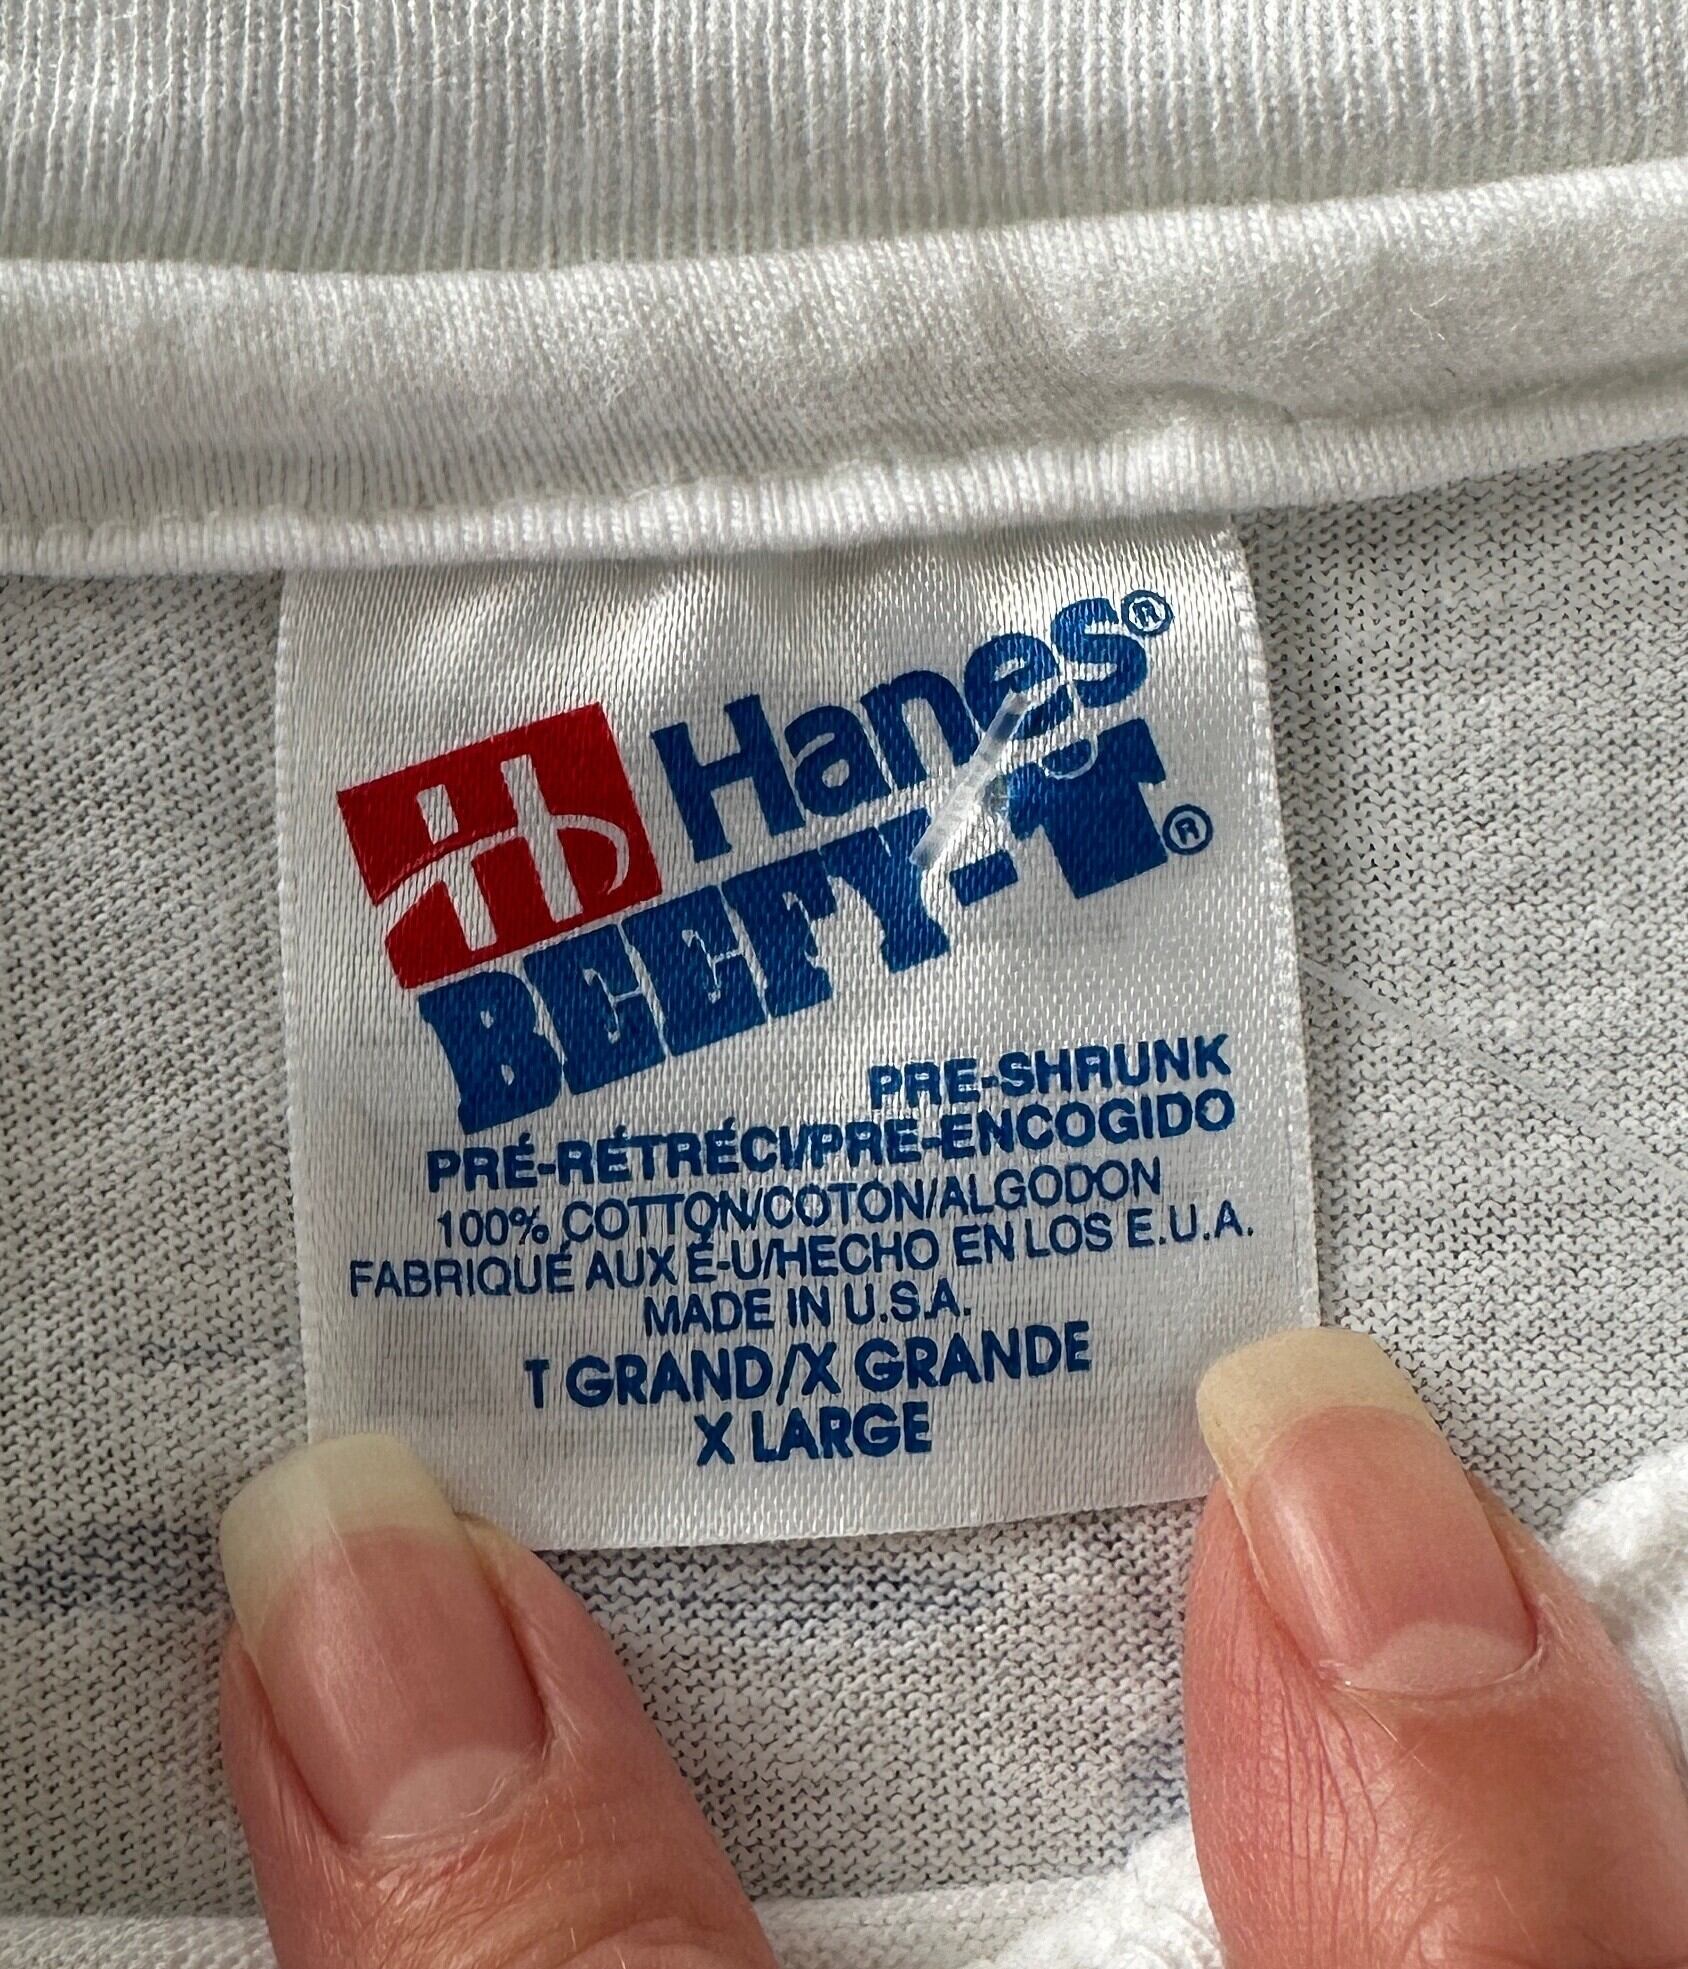 Hanes®
BEEFY-T®
PRE-SHRUNK
PRÉ-RÉTRÉCI/PRE-ENCOGIDO
100% COTTON/COTON/ALGODON
FABRIQUÉ AUX É-U/HECHO EN LOS E.U.A.
MADE IN U.S.A.
T GRAND/X GRANDE
X LARGE